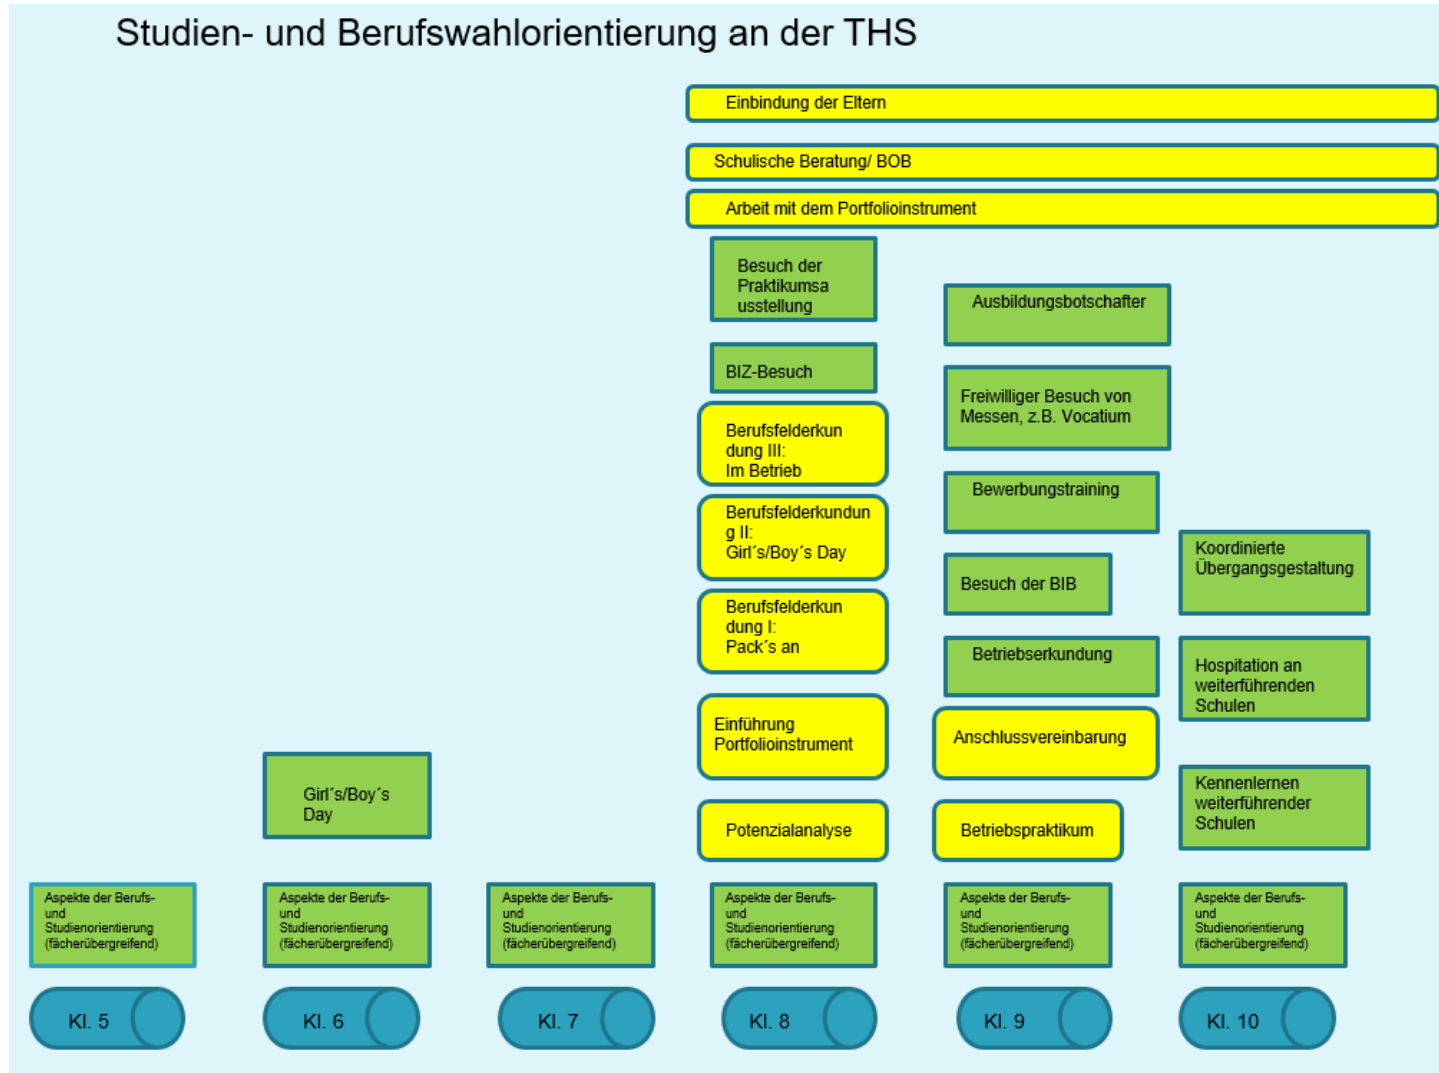 Studien- und Berufswahlorientierung an der THS
Einbindung der Eltern
Schulische Beratung/ BOB
Arbeit mit dem Portfolioinstrument
Besuch der
Praktikumsa
usstellung
BIZ-Besuch
Berufsfelderkun
dung III:
Im Betrieb
Berufsfelderkundun
g II:
Girl´s/Boy´s Day
Berufsfelderkun
dung I:
Pack´s an
Einführung
Portfolioinstrument
Potenzialanalyse
Ausbildungsbotschafter
Freiwilliger Besuch von
Messen, z.B. Vocatium
Bewerbungstraining
Besuch der BIB
Betriebserkundung
Anschlussvereinbarung
Betriebspraktikum
Koordinierte
Übergangsgestaltung
Hospitation an
weiterführenden
Schulen
Kennenlernen
weiterführender
Schulen
Girl´s/Boy´s
Day
Aspekte der Berufs-
und
Studienorientierung
(fächerübergreifend)
Aspekte der Berufs-
und
Studienorientierung
(fächerübergreifend)
Aspekte der Berufs-
und
Studienorientierung
(fächerübergreifend)
Aspekte der Berufs-
und
Studienorientierung
(fächerübergreifend)
Aspekte der Berufs-
und
Studienorientierung
(fächerübergreifend)
Aspekte der Berufs-
und
Studienorientierung
(fächerübergreifend)
Kl. 5
Kl. 6
Kl. 7
Kl. 8
Kl. 9
Kl. 10